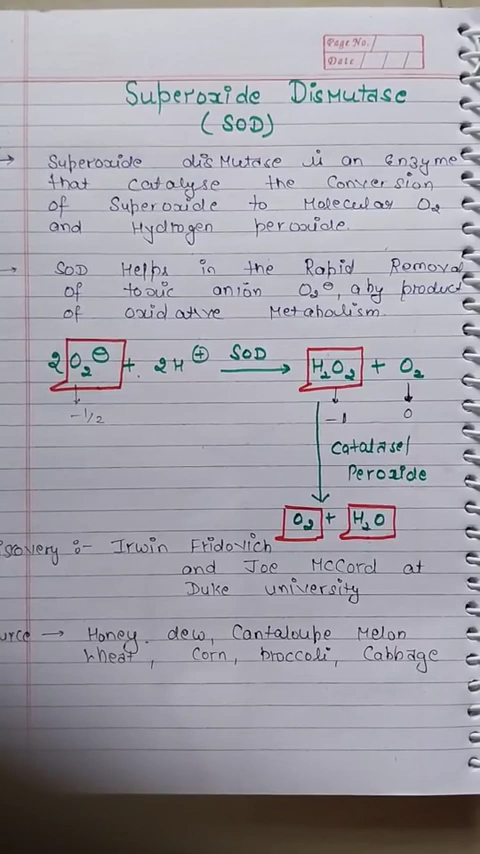 Page No.
Date
Superoxide Dismutase
(SOD)
→ Superoxide disMutase is an Enzyme
that catalyse the Conversion
of Superoxide to Molecular O₂
and Hydrogen peroxide.
→ SOD Helps in the Rapid Removal
of toxic anion O₂⊖, a by product
of oxidative Metabolism.
2O₂⊖ + 2H⊕ SOD → H₂O₂ + O₂
-1/2 -1 0
Catalase/
Peroxide
O₂ + H₂O
iscovery :- Irwin Fridovich
and Joe McCord at
Duke university
urce → Honey. dew, Cantaloupe Melon
wheat, Corn, broccoli, Cabbage